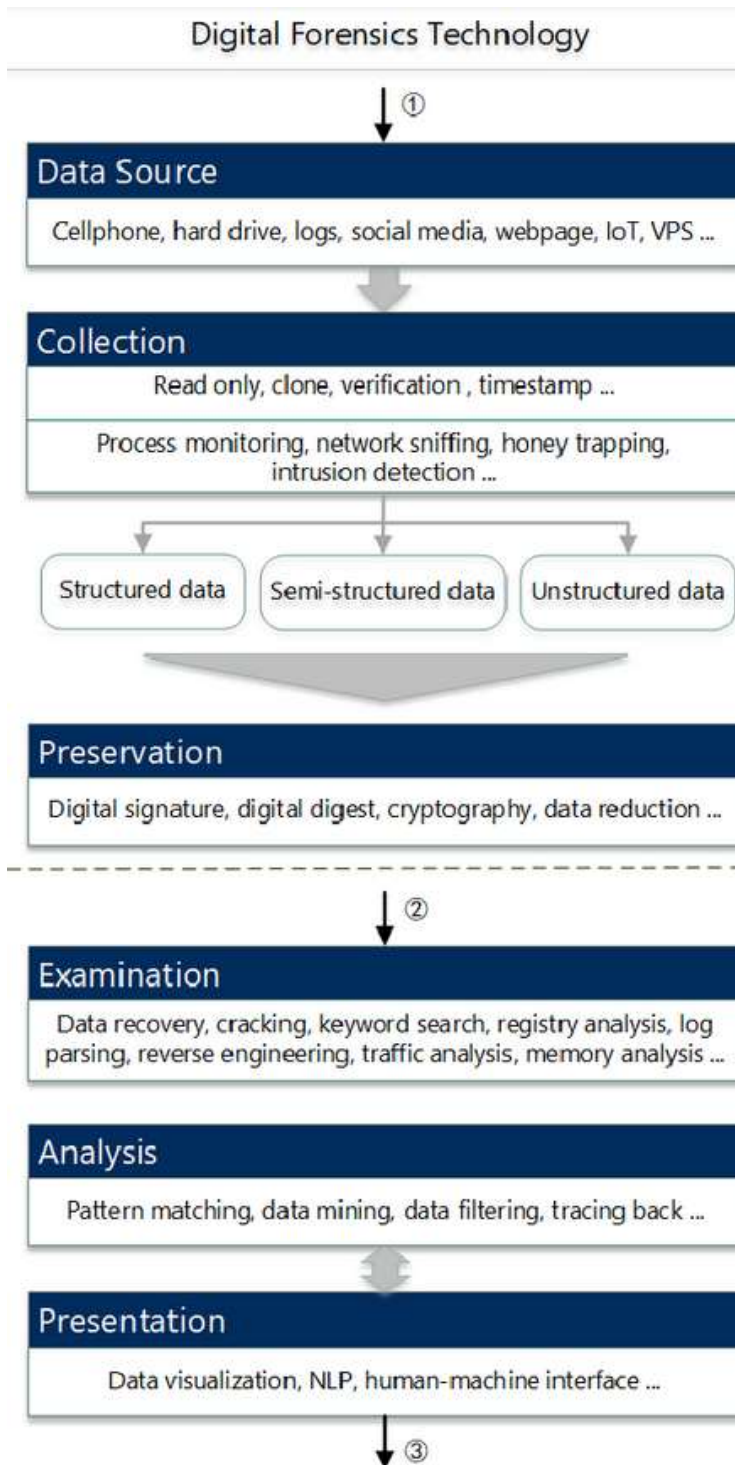 Digital Forensics Technology
①
Data Source
Cellphone, hard drive, logs, social media, webpage, IoT, VPS ...
Collection
Read only, clone, verification , timestamp ...
Process monitoring, network sniffing, honey trapping,
intrusion detection ...
Structured data
Semi-structured data
Unstructured data
Preservation
Digital signature, digital digest, cryptography, data reduction ...
②
Examination
Data recovery, cracking, keyword search, registry analysis, log
parsing, reverse engineering, traffic analysis, memory analysis ...
Analysis
Pattern matching, data mining, data filtering, tracing back ...
Presentation
Data visualization, NLP, human-machine interface ...
③